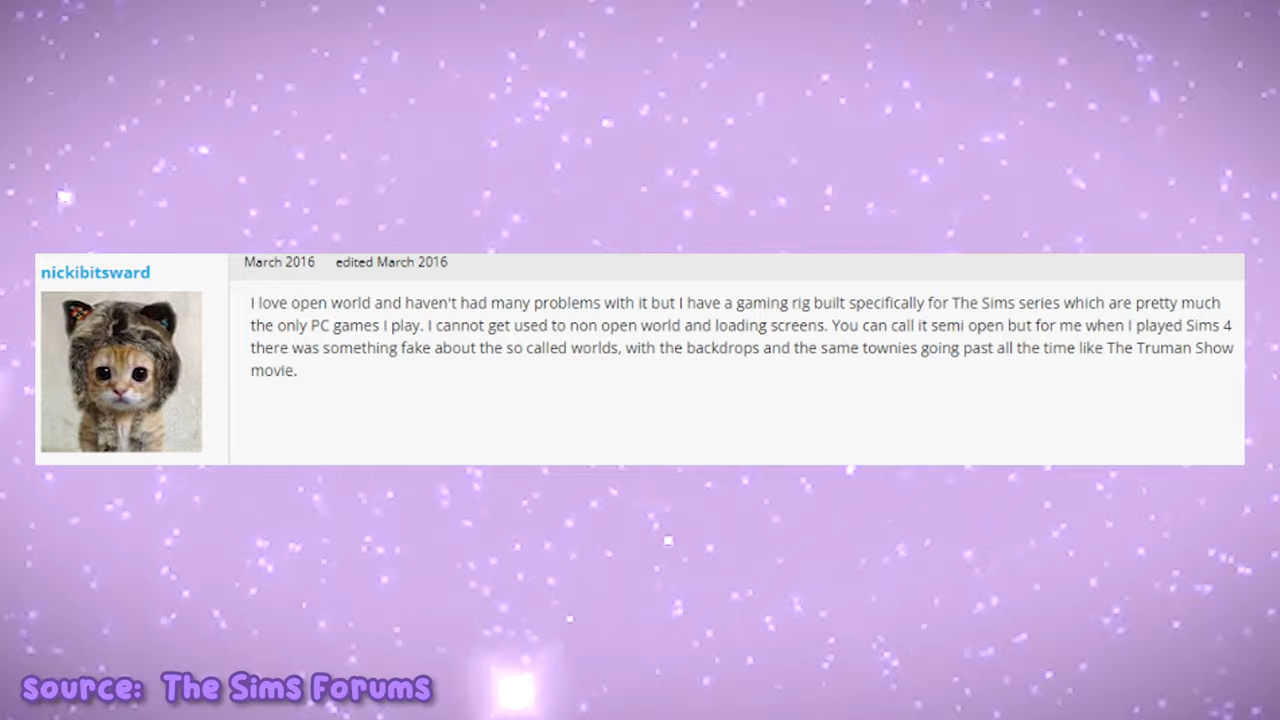 March 2016 edited March 2016
nickibitsward
I love open world and haven't had many problems with it but I have a gaming rig built specifically for The Sims series which are pretty much
the only PC games I play. I cannot get used to non open world and loading screens. You can call it semi open but for me when I played Sims 4
there was something fake about the so called worlds, with the backdrops and the same townies going past all the time like The Truman Show
movie.
source: The Sims Forums